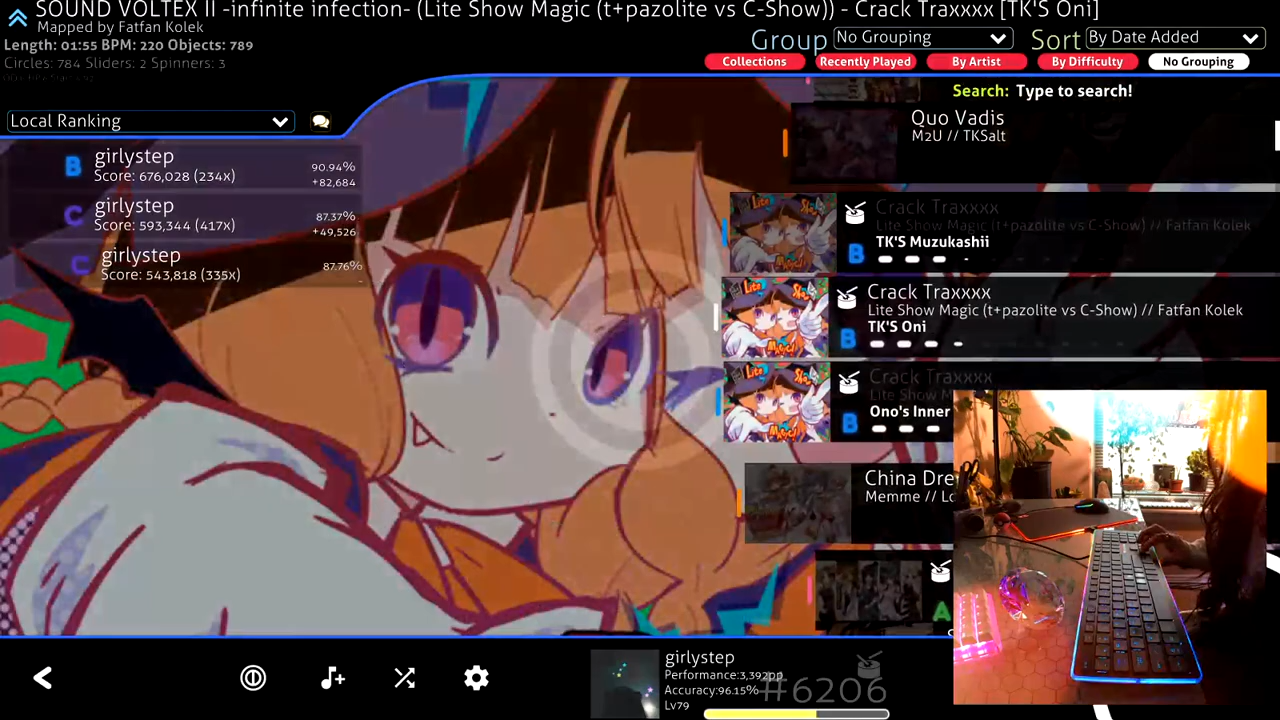 SOUND VOLTEX II -infinite infection- (Lite Show Magic (t+pazolite vs C-Show)) - Crack Traxxxx [TK'S Oni]
Mapped by Fatfan Kolek
Length: 01:55 BPM: 220 Objects: 789
Circles: 784 Sliders: 2 Spinners: 3
Group No Grouping
Sort By Date Added
Collections
Recently Played
By Artist
By Difficulty
No Grouping
Search: Type to search!
Local Ranking
girlystep
B
Score: 676,028 (234x)
90.94%
+82,684
girlystep
C
Score: 593,344 (417x)
87.37%
+49,526
girlystep
C
Score: 543,818 (335x)
87.76%
-
Quo Vadis
M2U // TKSalt
Crack Traxxxx
Lite Show Magic (t+pazolite vs C-Show) // Fatfan Kolek
B
TK'S Muzukashii
Crack Traxxxx
Lite Show Magic (t+pazolite vs C-Show) // Fatfan Kolek
B
TK'S Oni
Crack Traxxxx
Lite Show M
B
Ono's Inner
China Dre
Memme // Lo
A
girlystep
Performance:3,392pp
Accuracy:96.15%
Lv79
#6206